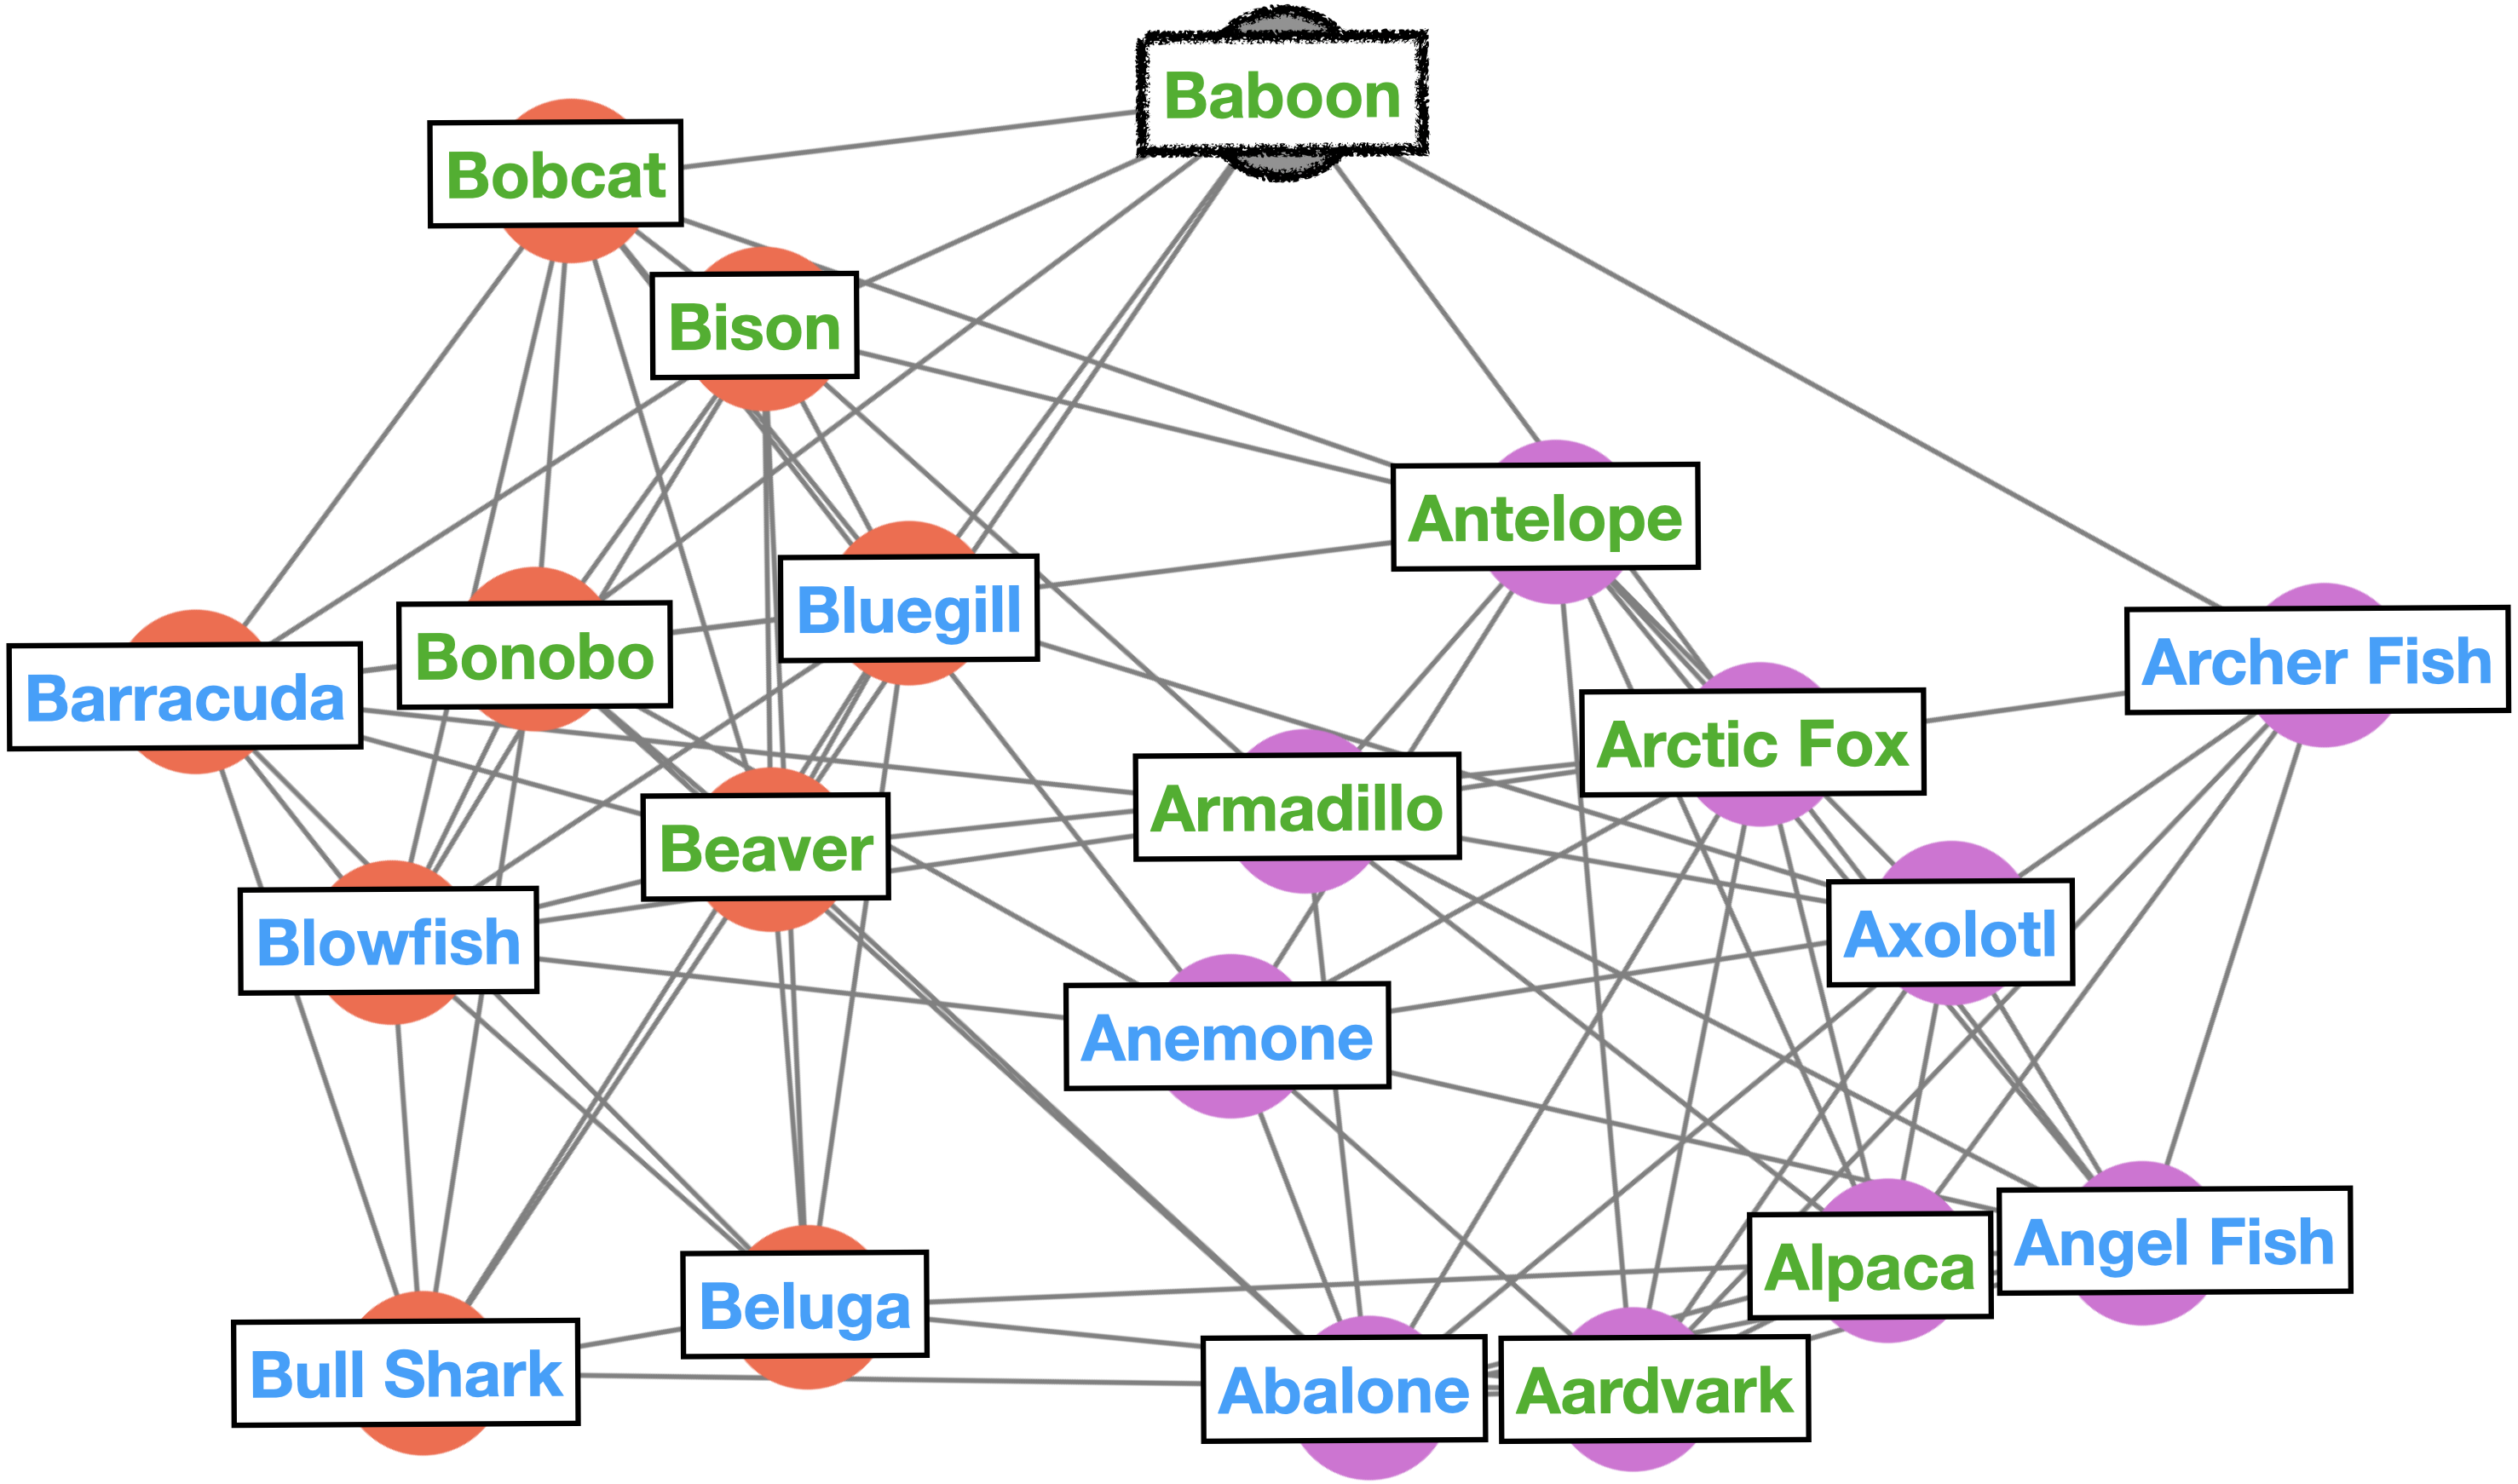 Baboon
Bobcat
Bison
Antelope
Bluegill
Bonobo
Archer Fish
Barracuda
Arctic Fox
Armadillo
Beaver
Blowfish
Axolotl
Anemone
Angel Fish
Alpaca
Beluga
Bull Shark
Abalone
Aardvark